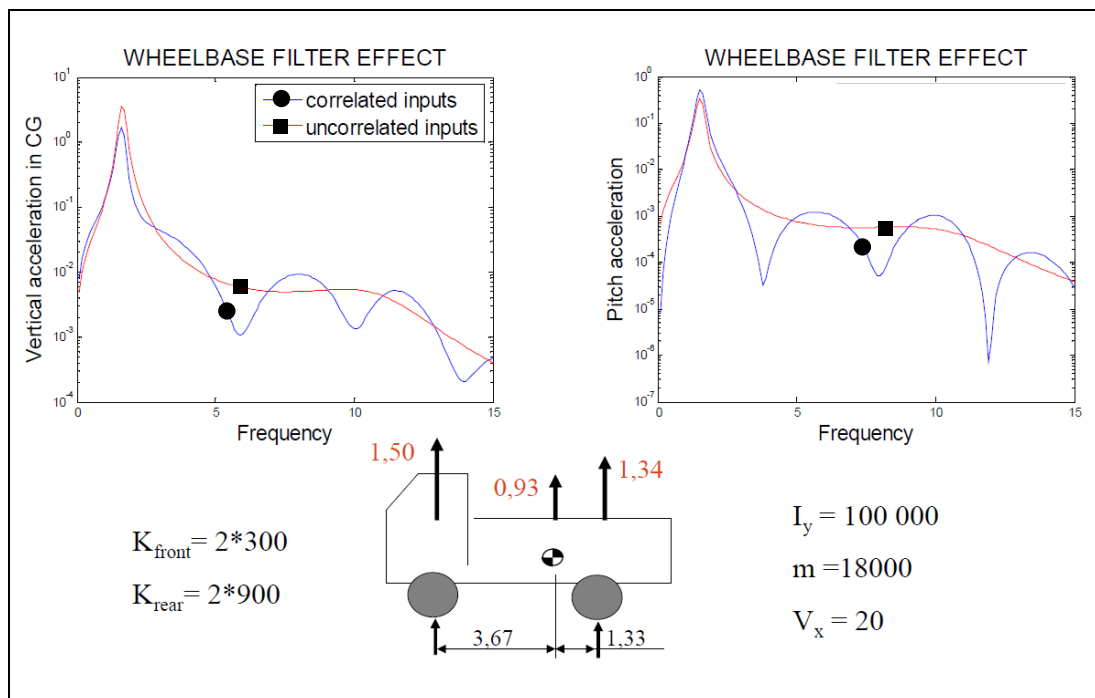 WHEELBASE FILTER EFFECT
Vertical acceleration in CG
10^1
10^0
10^-1
10^-2
10^-3
10^-4
0 5 10 15
Frequency
correlated inputs
uncorrelated inputs
WHEELBASE FILTER EFFECT
Pitch acceleration
10^0
10^-1
10^-2
10^-3
10^-4
10^-5
10^-6
10^-7
0 5 10 15
Frequency
1,50
0,93
1,34
K_front= 2*300
K_rear= 2*900
3,67
1,33
I_y = 100 000
m =18000
V_x = 20